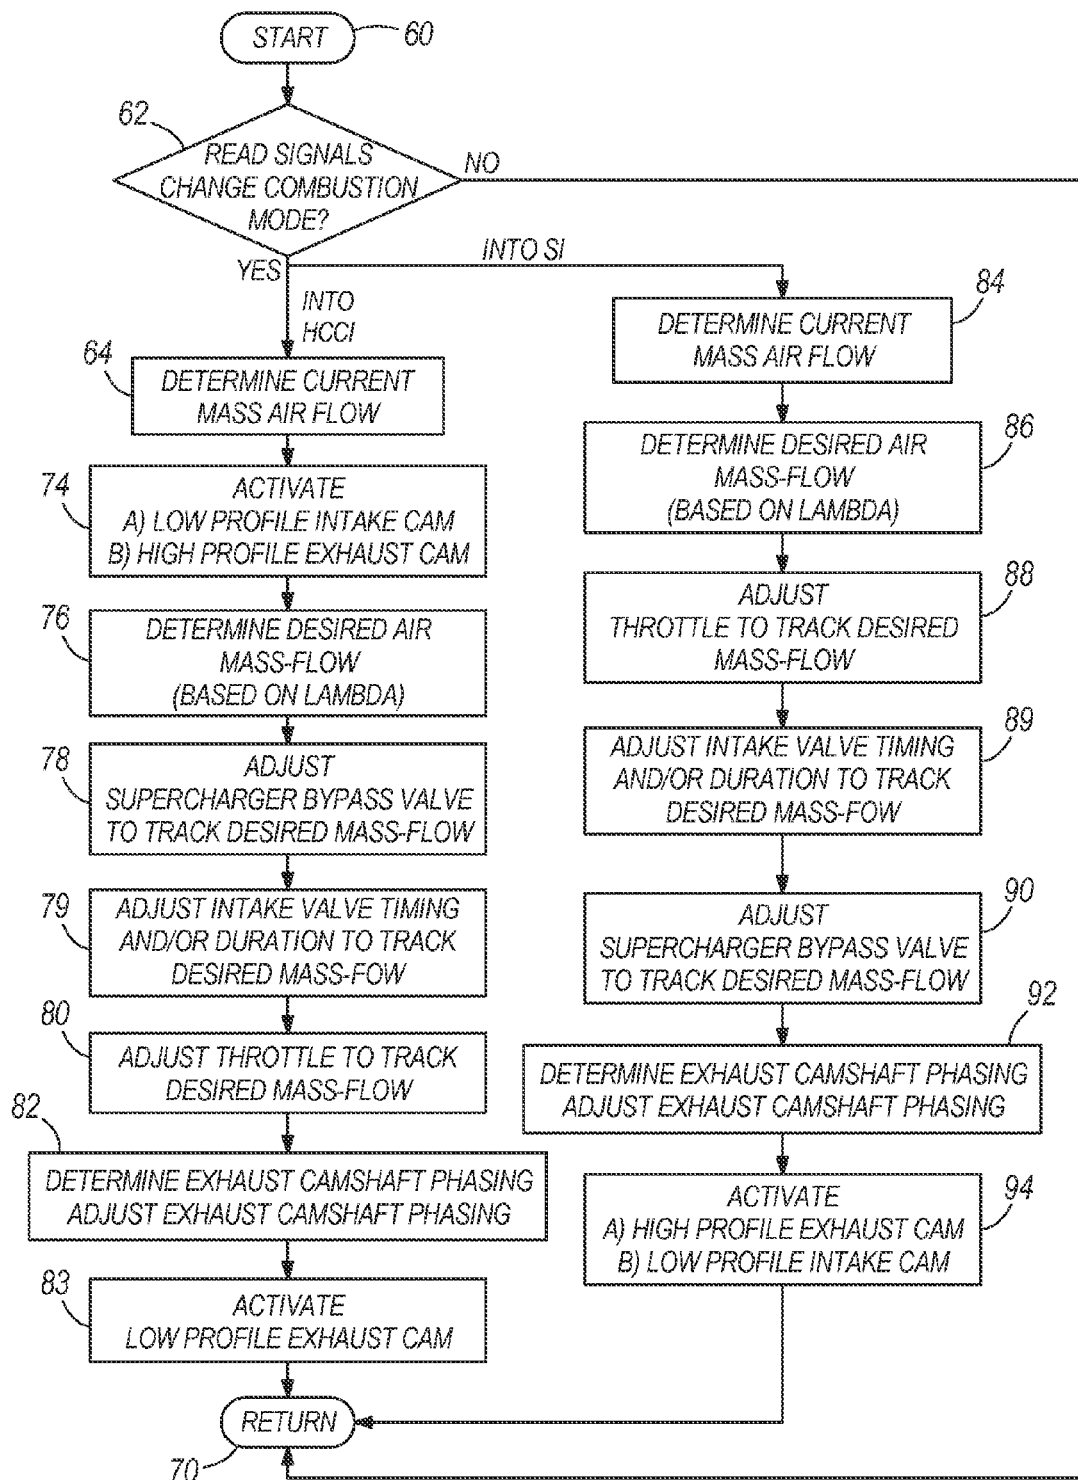 START
60
62
READ SIGNALS
CHANGE COMBUSTION
MODE?
NO
YES
INTO SI
INTO
HCCI
64
DETERMINE CURRENT
MASS AIR FLOW
74
ACTIVATE
A) LOW PROFILE INTAKE CAM
B) HIGH PROFILE EXHAUST CAM
76
DETERMINE DESIRED AIR
MASS-FLOW
(BASED ON LAMBDA)
78
ADJUST
SUPERCHARGER BYPASS VALVE
TO TRACK DESIRED MASS-FLOW
79
ADJUST INTAKE VALVE TIMING
AND/OR DURATION TO TRACK
DESIRED MASS-FOW
80
ADJUST THROTTLE TO TRACK
DESIRED MASS-FLOW
82
DETERMINE EXHAUST CAMSHAFT PHASING
ADJUST EXHAUST CAMSHAFT PHASING
83
ACTIVATE
LOW PROFILE EXHAUST CAM
84
DETERMINE CURRENT
MASS AIR FLOW
86
DETERMINE DESIRED AIR
MASS-FLOW
(BASED ON LAMBDA)
88
ADJUST
THROTTLE TO TRACK DESIRED
MASS-FLOW
89
ADJUST INTAKE VALVE TIMING
AND/OR DURATION TO TRACK
DESIRED MASS-FOW
90
ADJUST
SUPERCHARGER BYPASS VALVE
TO TRACK DESIRED MASS-FLOW
92
DETERMINE EXHAUST CAMSHAFT PHASING
ADJUST EXHAUST CAMSHAFT PHASING
94
ACTIVATE
A) HIGH PROFILE EXHAUST CAM
B) LOW PROFILE INTAKE CAM
RETURN
70